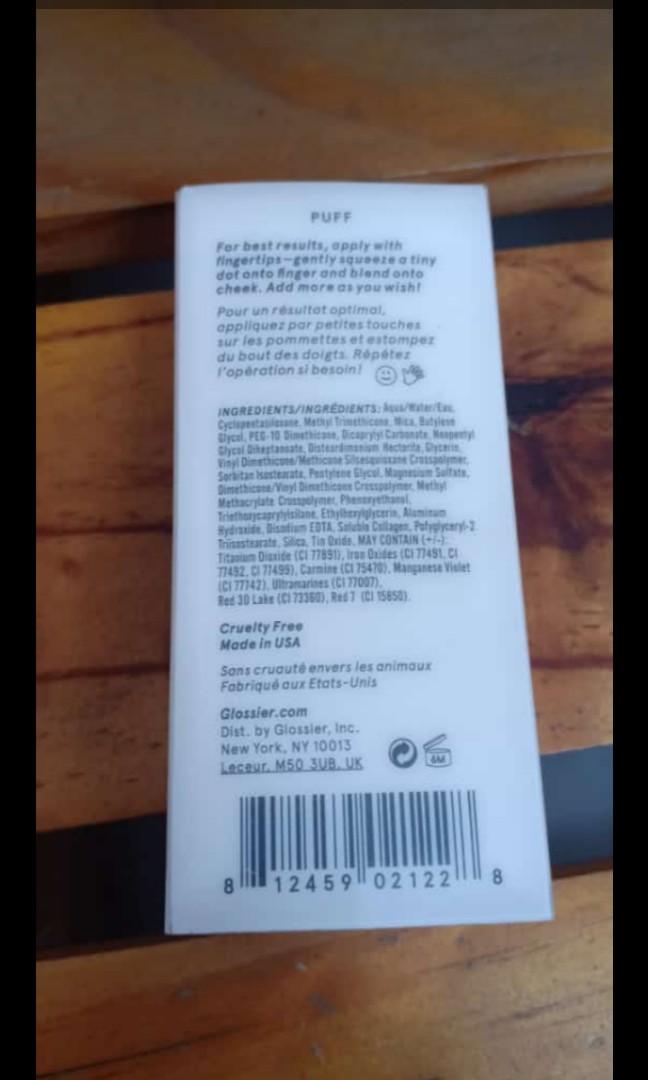 PUFF
For best results, apply with
fingertips—gently squeeze a tiny
dot onto finger and blend onto
cheek. Add more as you wish!
Pour un résultat optimal,
appliquez par petites touches
sur les pommettes et estompez
du bout des doigts. Répétez
l'opération si besoin!
INGREDIENTS/INGRÉDIENTS: Aqua/Water/Eau,
Cyclopentasiloxane, Methyl Trimethicone, Mica, Butylene
Glycol, PEG-10 Dimethicone, Dicaprylyl Carbonate, Neopentyl
Glycol Diheptanoate, Disteardimonium Hectorite, Glycerin,
Vinyl Dimethicone/Methicone Silsesquioxane Crosspolymer,
Sorbitan Isostearate, Pentylene Glycol, Magnesium Sulfate,
Dimethicone/Vinyl Dimethicone Crosspolymer, Methyl
Methacrylate Crosspolymer, Phenoxyethanol,
Triethoxycaprylylsilane, Ethylhexylglycerin, Aluminum
Hydroxide, Disodium EDTA, Soluble Collagen, Polyglyceryl-2
Triisostearate, Silica, Tin Oxide, MAY CONTAIN (+/-):
Titanium Dioxide (CI 77891), Iron Oxides (CI 77491, CI
77492, CI 77499), Carmine (CI 75470), Manganese Violet
(CI 77742), Ultramarines (CI 77007),
Red 30 Lake (CI 73360), Red 7 (CI 15850).
Cruelty Free
Made in USA
Sans cruauté envers les animaux
Fabriqué aux Etats-Unis
Glossier.com
Dist. by Glossier, Inc.
New York, NY 10013
Leceur, M50 3UB, UK
6M
8 12459 02122 8